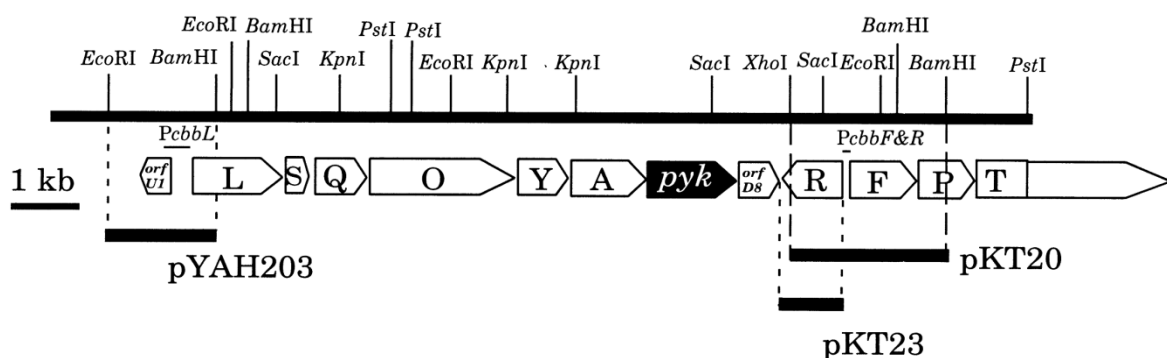 EcoRI BamHI PstI PstI BamHI
EcoRI BamHI SacI KpnI EcoRI KpnI KpnI SacI XhoI SacI EcoRI BamHI PstI
PcbbL PcbbF&R
orf U1 L S Q O Y A pyk orf D8 R F P T
1 kb
pYAH203 pKT20
pKT23